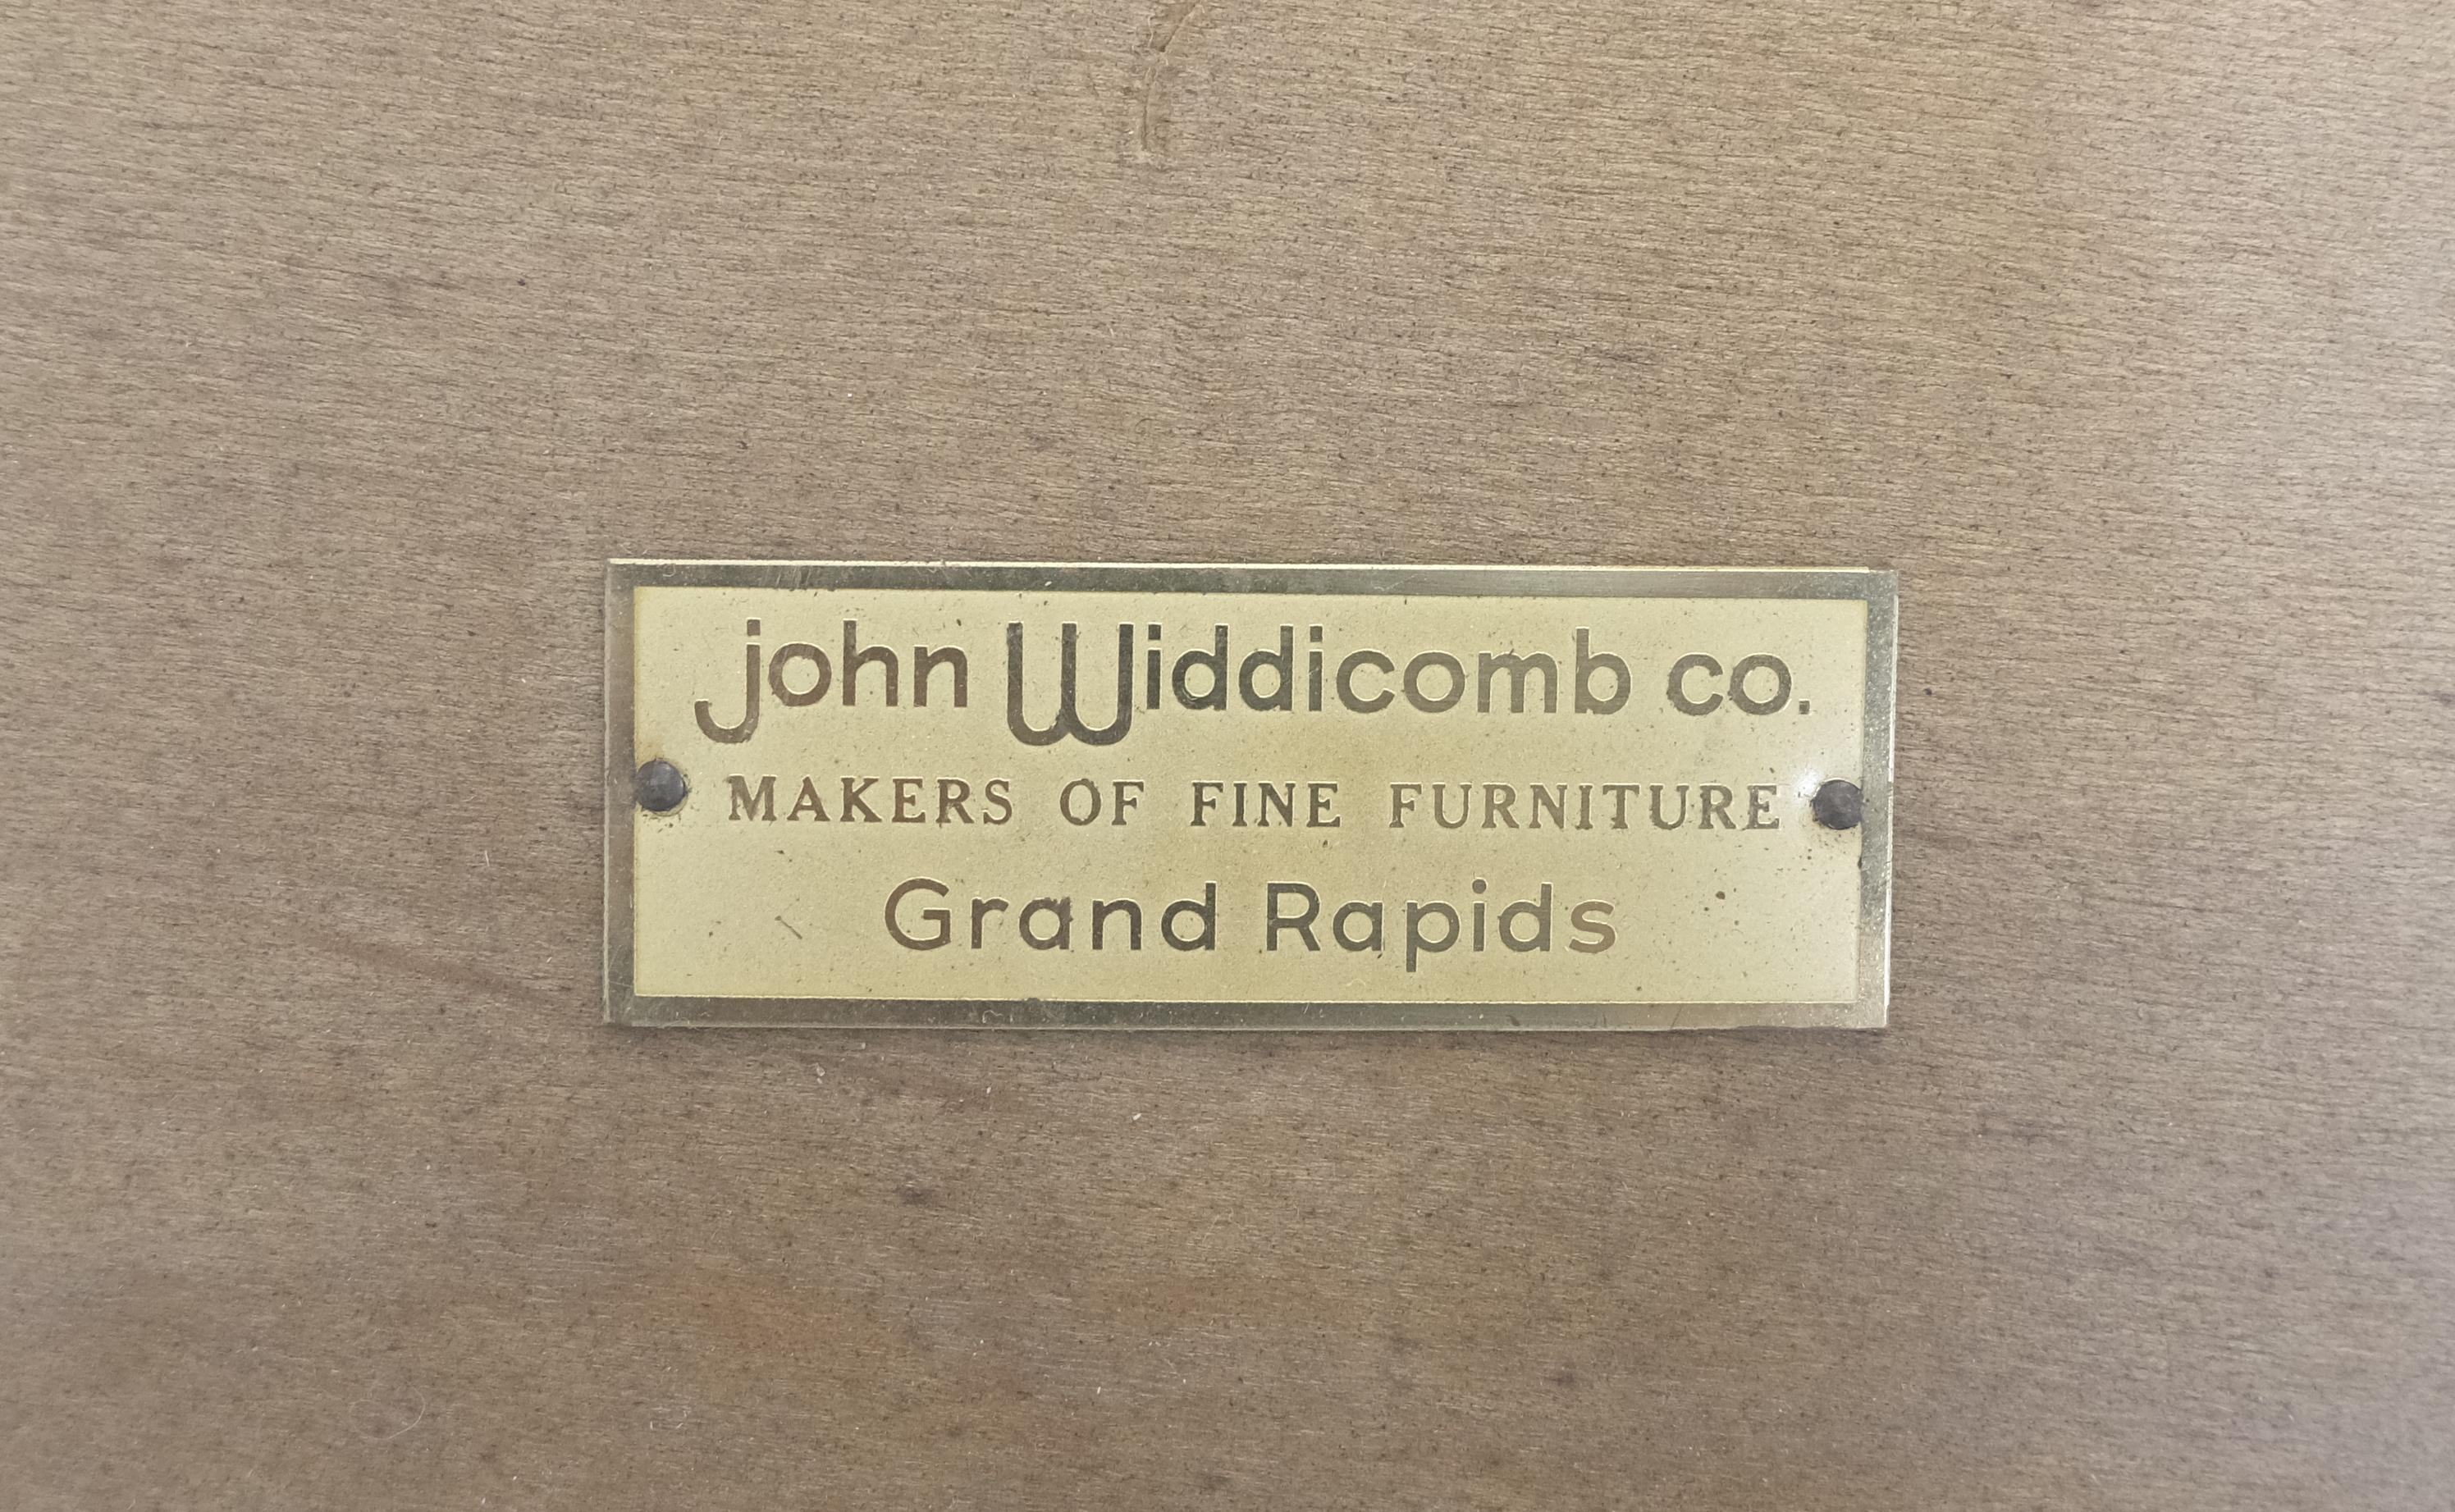 john Widdicomb co.
MAKERS OF FINE FURNITURE
Grand Rapids